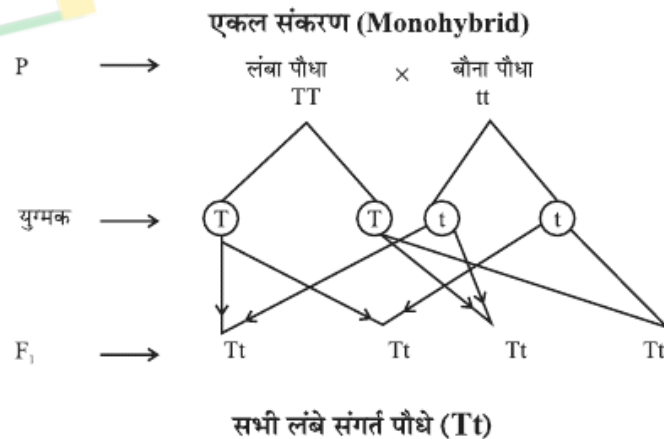 एकल संकरण (Monohybrid)
P लंबा पौधा × बौना पौधा
TT tt
युग्मक T T t t
F₁ Tt Tt Tt Tt
सभी लंबे संगर्त पौधे (Tt)